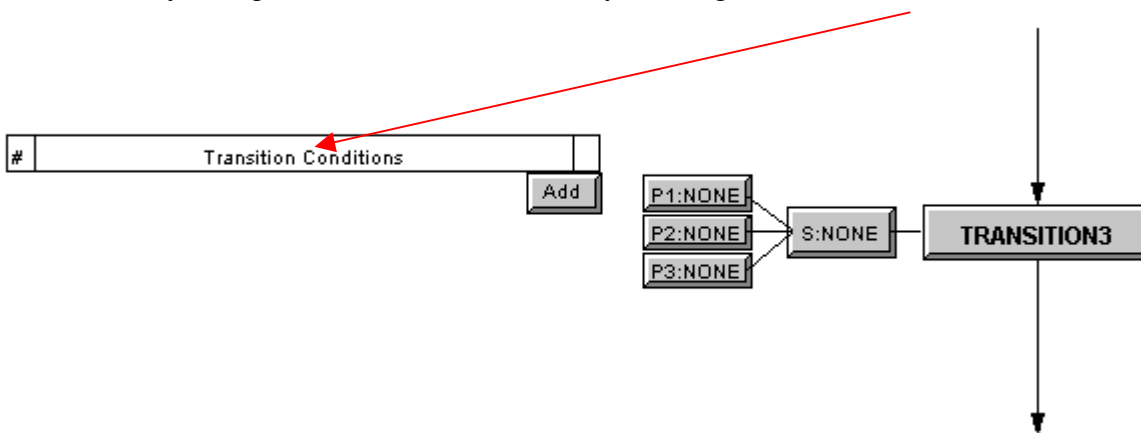 # Transition Conditions
Add
P1:NONE
P2:NONE
P3:NONE
S:NONE
TRANSITION3